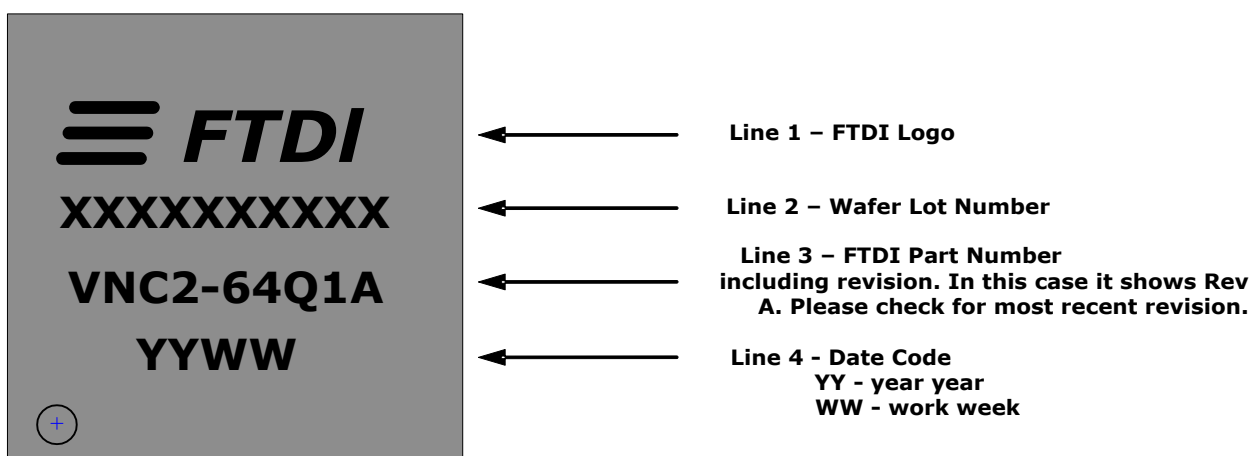 FTDI
XXXXXXXXXX
VNC2-64Q1A
YYWW
Line 1 – FTDI Logo
Line 2 – Wafer Lot Number
Line 3 – FTDI Part Number
including revision. In this case it shows Rev
A. Please check for most recent revision.
Line 4 - Date Code
YY - year year
WW - work week